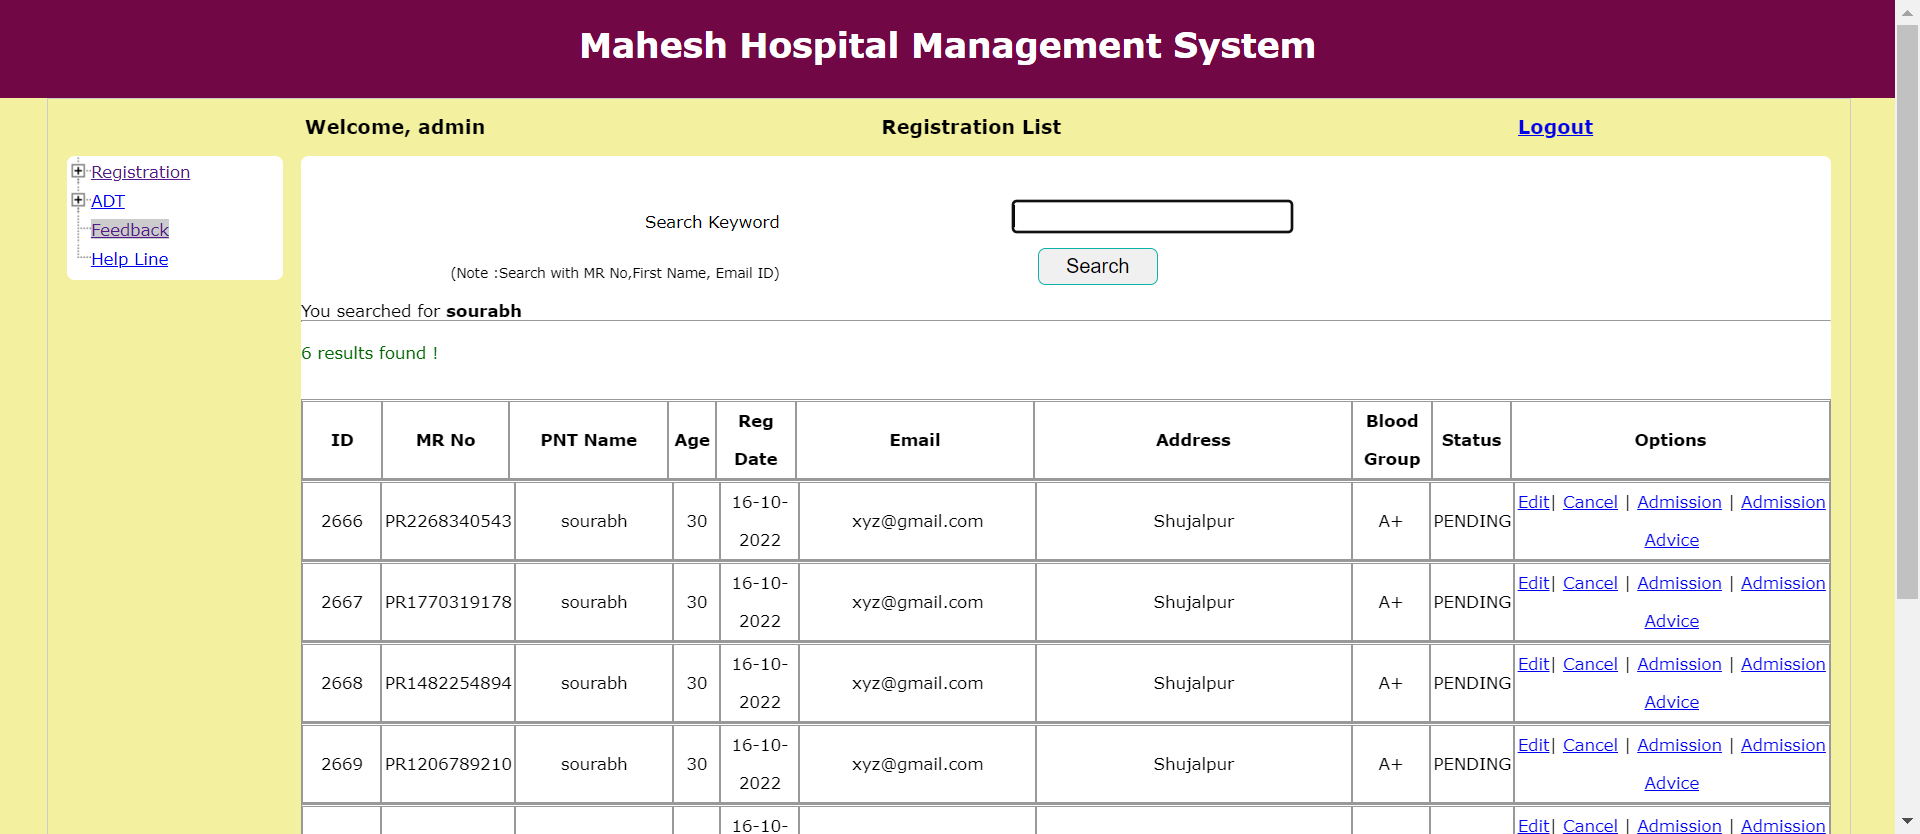 Mahesh Hospital Management System
Welcome, admin
Registration List
Logout
Registration
ADT
Feedback
Help Line
Search Keyword
(Note :Search with MR No,First Name, Email ID)
Search
You searched for sourabh
6 results found !
ID MR No PNT Name Age Reg Date Email Address Blood Group Status Options
2666 PR2268340543 sourabh 30 16-10-2022 xyz@gmail.com Shujalpur A+ PENDING Edit| Cancel | Admission | Admission Advice
2667 PR1770319178 sourabh 30 16-10-2022 xyz@gmail.com Shujalpur A+ PENDING Edit| Cancel | Admission | Admission Advice
2668 PR1482254894 sourabh 30 16-10-2022 xyz@gmail.com Shujalpur A+ PENDING Edit| Cancel | Admission | Admission Advice
2669 PR1206789210 sourabh 30 16-10-2022 xyz@gmail.com Shujalpur A+ PENDING Edit| Cancel | Admission | Admission Advice
16-10- Edit| Cancel | Admission | Admission